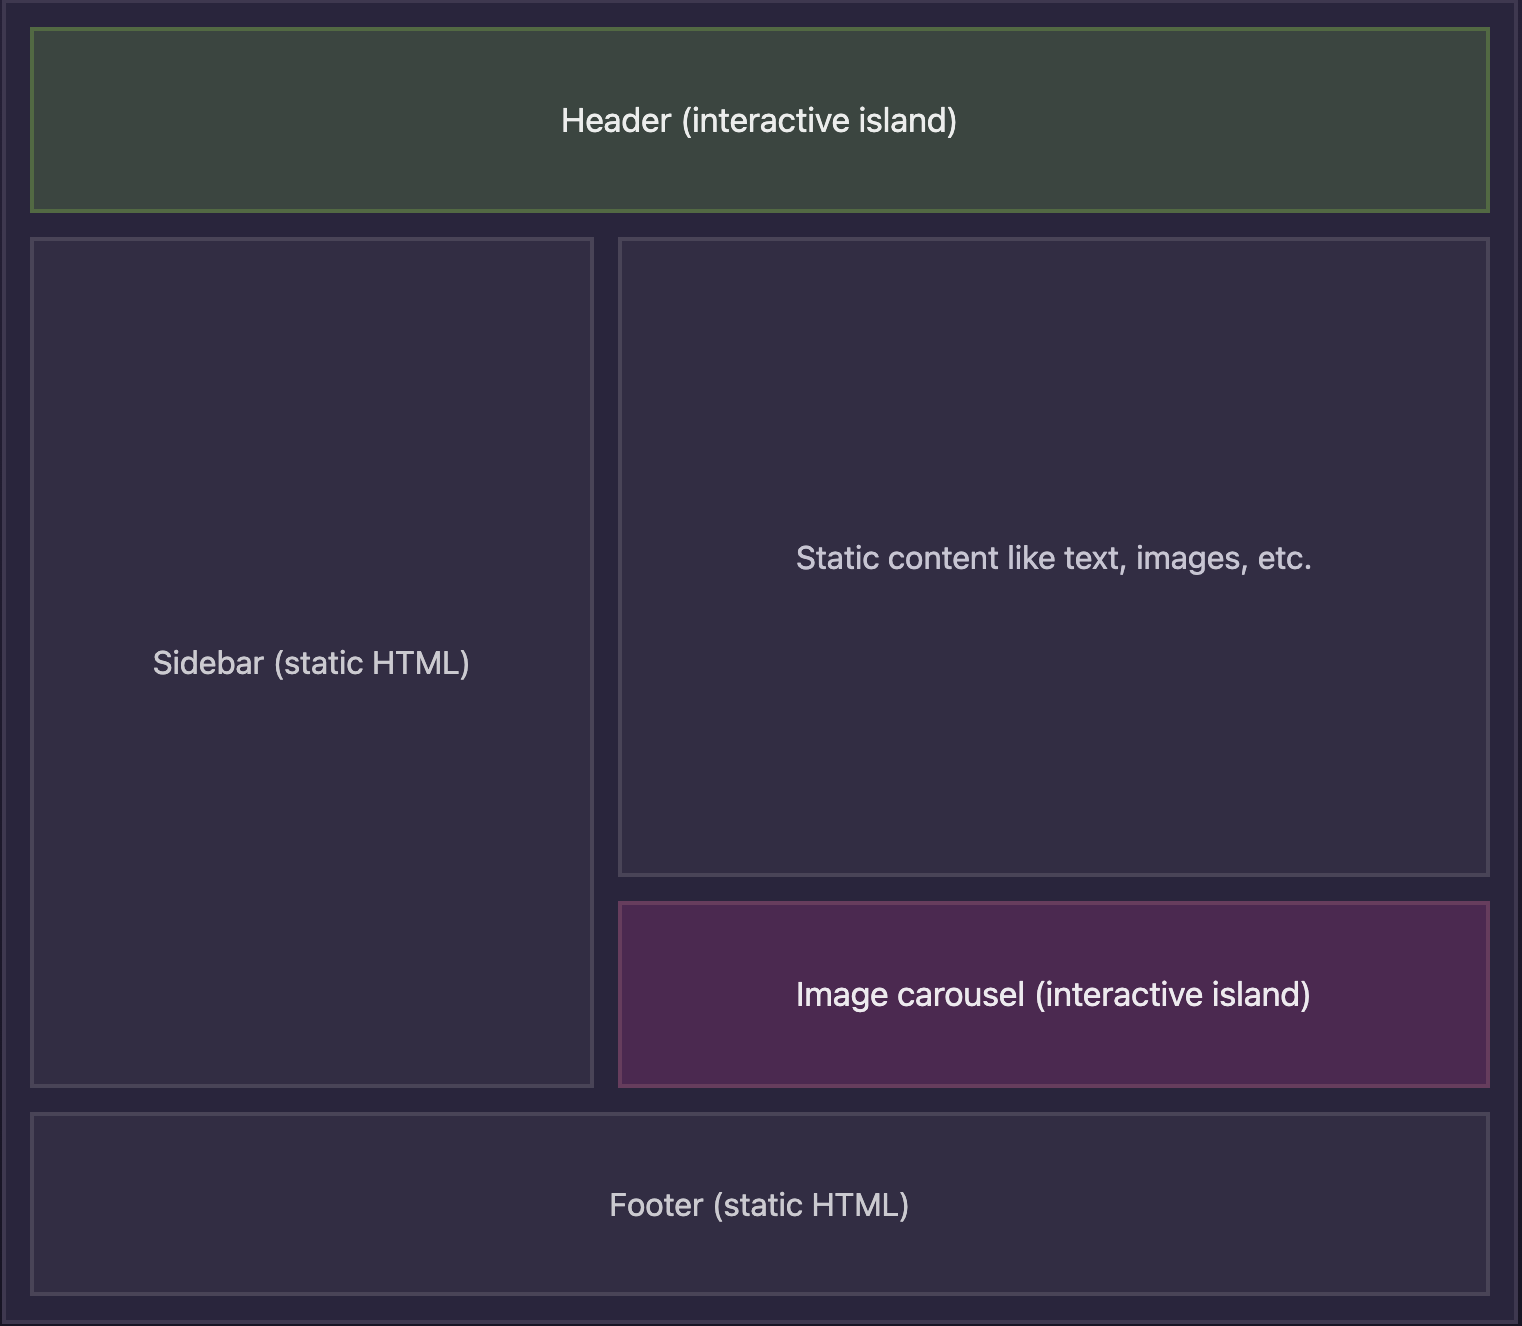 Header (interactive island)
Sidebar (static HTML)
Static content like text, images, etc.
Image carousel (interactive island)
Footer (static HTML)